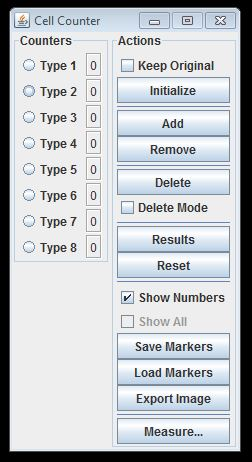 Cell Counter
Counters
Type 1 0
Type 2 0
Type 3 0
Type 4 0
Type 5 0
Type 6 0
Type 7 0
Type 8 0
Actions
Keep Original
Initialize
Add
Remove
Delete
Delete Mode
Results
Reset
Show Numbers
Show All
Save Markers
Load Markers
Export Image
Measure...